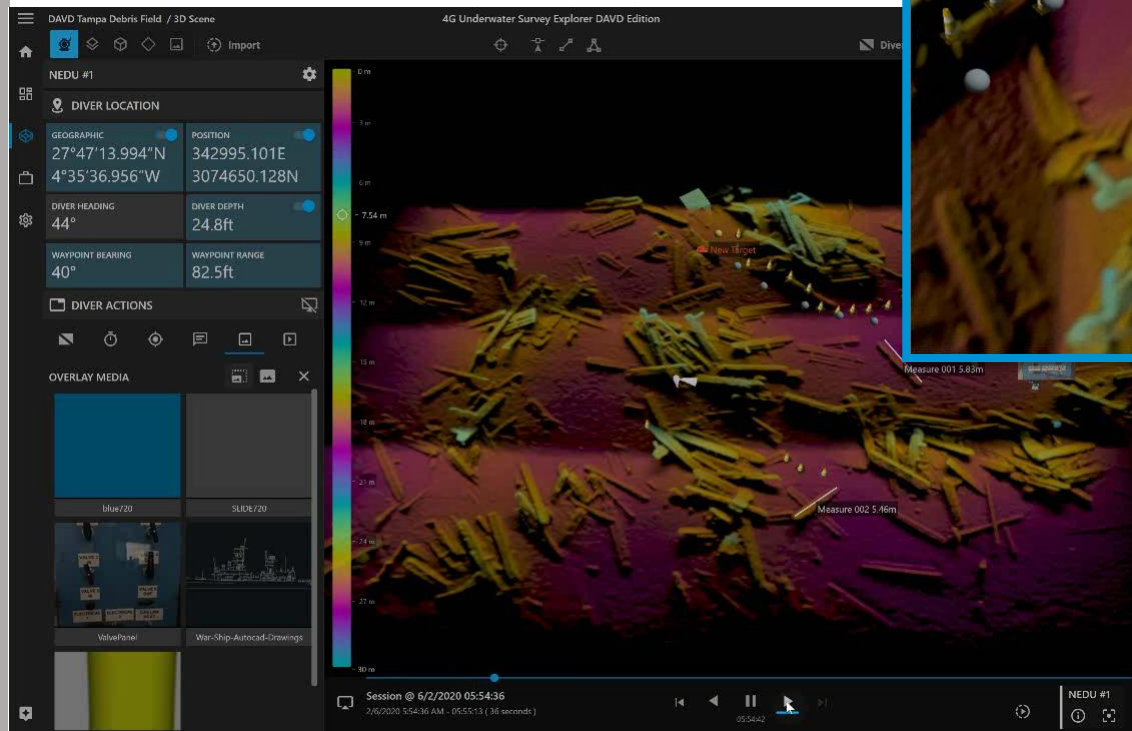 DAVD Tampa Debris Field / 3D Scene
4G Underwater Survey Explorer DAVD Edition
Import
Dive
NEDU #1
DIVER LOCATION
GEOGRAPHIC
27°47'13.994"N
4°35'36.956"W
POSITION
342995.101E
3074650.128N
DIVER HEADING
44°
DIVER DEPTH
24.8ft
WAYPOINT BEARING
40°
WAYPOINT RANGE
82.5ft
DIVER ACTIONS
OVERLAY MEDIA
blue720
SLIDE720
VALVE 1
VALVE 2
ValvePanel
War-Ship-Autocad-Drawings
0 m
3 m
6 m
7.54 m
9 m
12 m
15 m
18 m
21 m
24 m
27 m
30 m
New Target
Measure 001 5.83m
Measure 002 5.46m
Session @ 6/2/2020 05:54:36
2/6/2020 5:54:36 AM - 05:55:13 ( 36 seconds )
05:54:42
NEDU #1